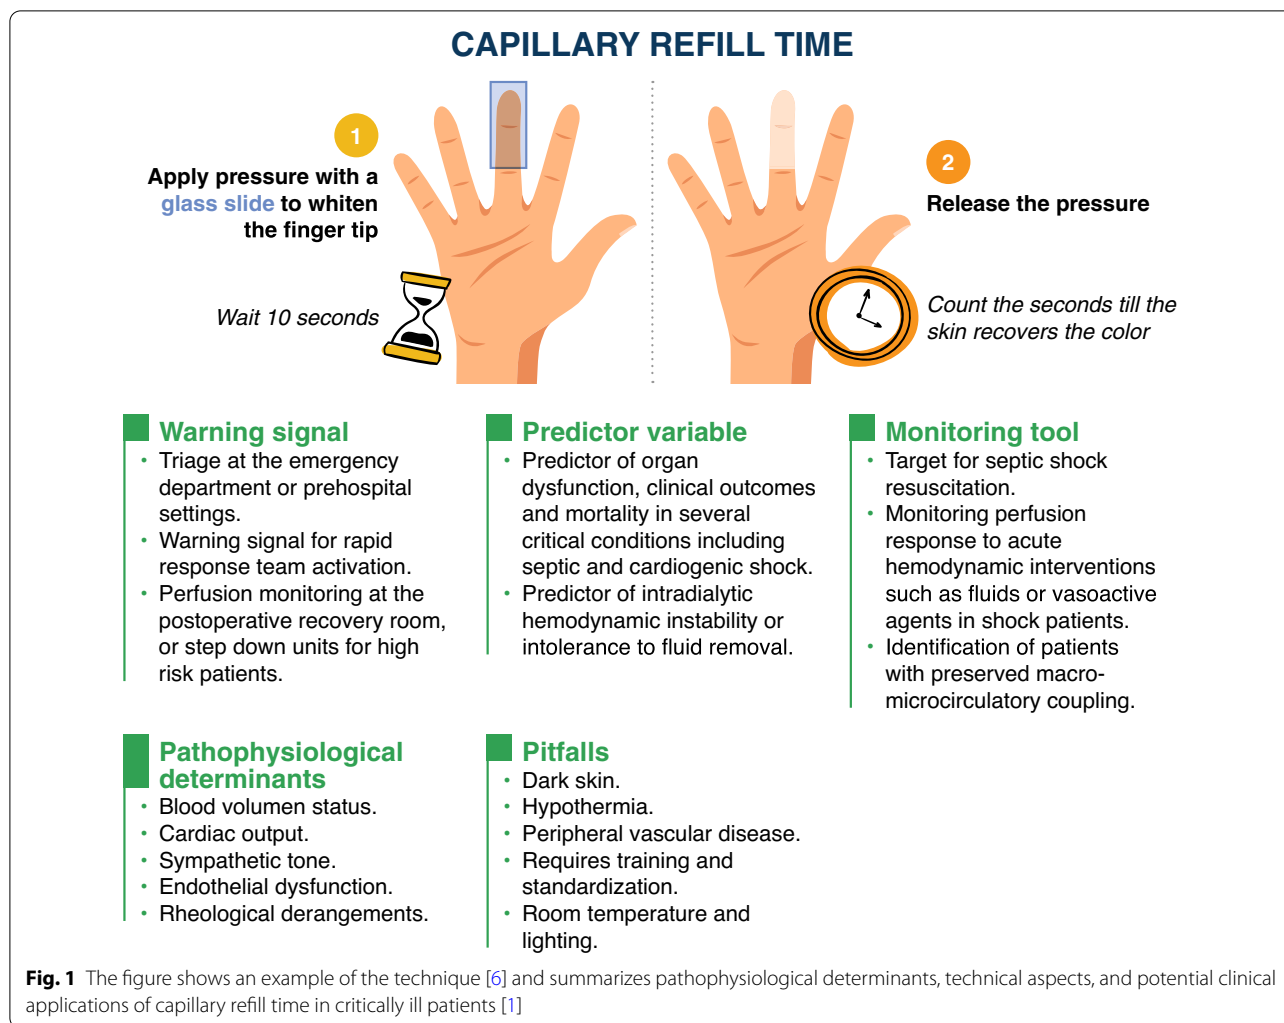 CAPILLARY REFILL TIME
1
Apply pressure with a
glass slide to whiten
the finger tip
Wait 10 seconds
2
Release the pressure
Count the seconds till the
skin recovers the color
Warning signal
• Triage at the emergency
department or prehospital
settings.
• Warning signal for rapid
response team activation.
• Perfusion monitoring at the
postoperative recovery room,
or step down units for high
risk patients.
Predictor variable
• Predictor of organ
dysfunction, clinical outcomes
and mortality in several
critical conditions including
septic and cardiogenic shock.
• Predictor of intradialytic
hemodynamic instability or
intolerance to fluid removal.
Monitoring tool
• Target for septic shock
resuscitation.
• Monitoring perfusion
response to acute
hemodynamic interventions
such as fluids or vasoactive
agents in shock patients.
• Identification of patients
with preserved macro-
microcirculatory coupling.
Pathophysiological
determinants
• Blood volumen status.
• Cardiac output.
• Sympathetic tone.
• Endothelial dysfunction.
• Rheological derangements.
Pitfalls
• Dark skin.
• Hypothermia.
• Peripheral vascular disease.
• Requires training and
standardization.
• Room temperature and
lighting.
Fig. 1 The figure shows an example of the technique [6] and summarizes pathophysiological determinants, technical aspects, and potential clinical
applications of capillary refill time in critically ill patients [1]